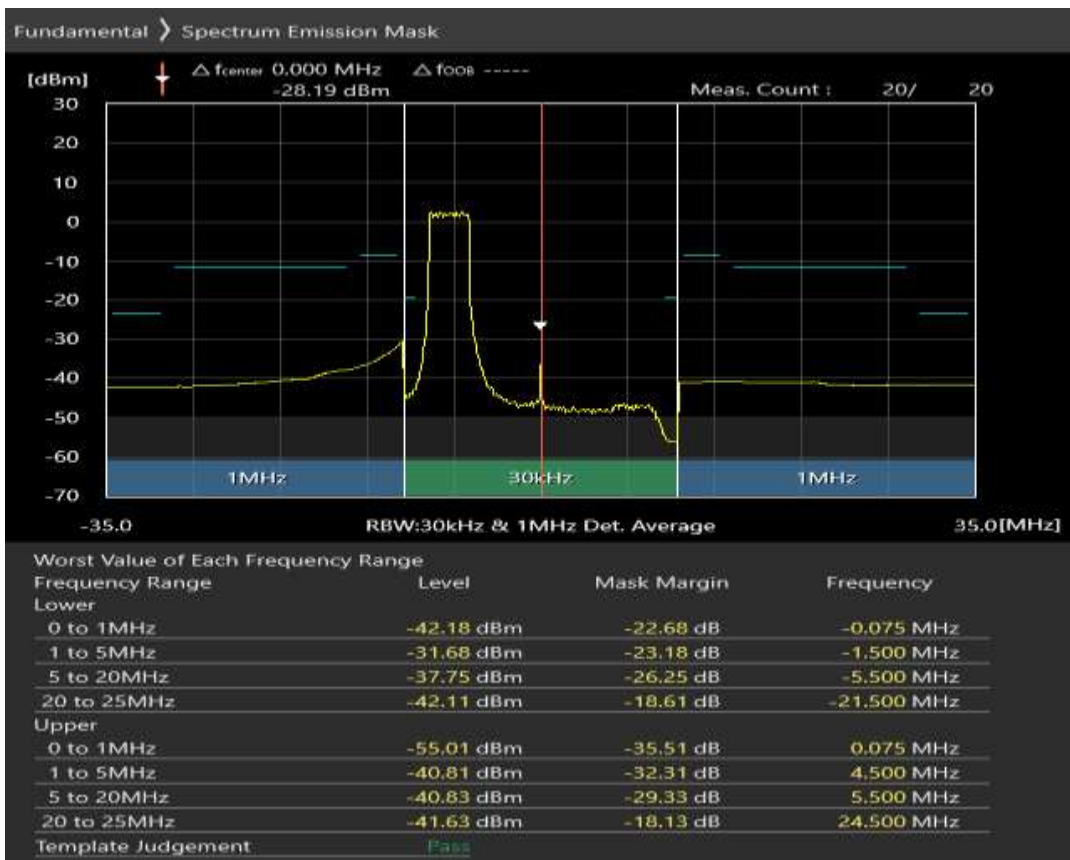 Fundamental 〉 Spectrum Emission Mask
△ fcenter 0.000 MHz △ fOOB -----
[dBm]
-28.19 dBm Meas. Count : 20/ 20
30
20
10
0
-10
-20
-30
-40
-50
-60
1MHz 30kHz 1MHz
-70
-35.0 RBW:30kHz & 1MHz Det. Average 35.0[MHz]
Worst Value of Each Frequency Range
Frequency Range Level Mask Margin Frequency
Lower
0 to 1MHz -42.18 dBm -22.68 dB -0.075 MHz
1 to 5MHz -31.68 dBm -23.18 dB -1.500 MHz
5 to 20MHz -37.75 dBm -26.25 dB -5.500 MHz
20 to 25MHz -42.11 dBm -18.61 dB -21.500 MHz
Upper
0 to 1MHz -55.01 dBm -35.51 dB 0.075 MHz
1 to 5MHz -40.81 dBm -32.31 dB 4.500 MHz
5 to 20MHz -40.83 dBm -29.33 dB 5.500 MHz
20 to 25MHz -41.63 dBm -18.13 dB 24.500 MHz
Template Judgement Pass